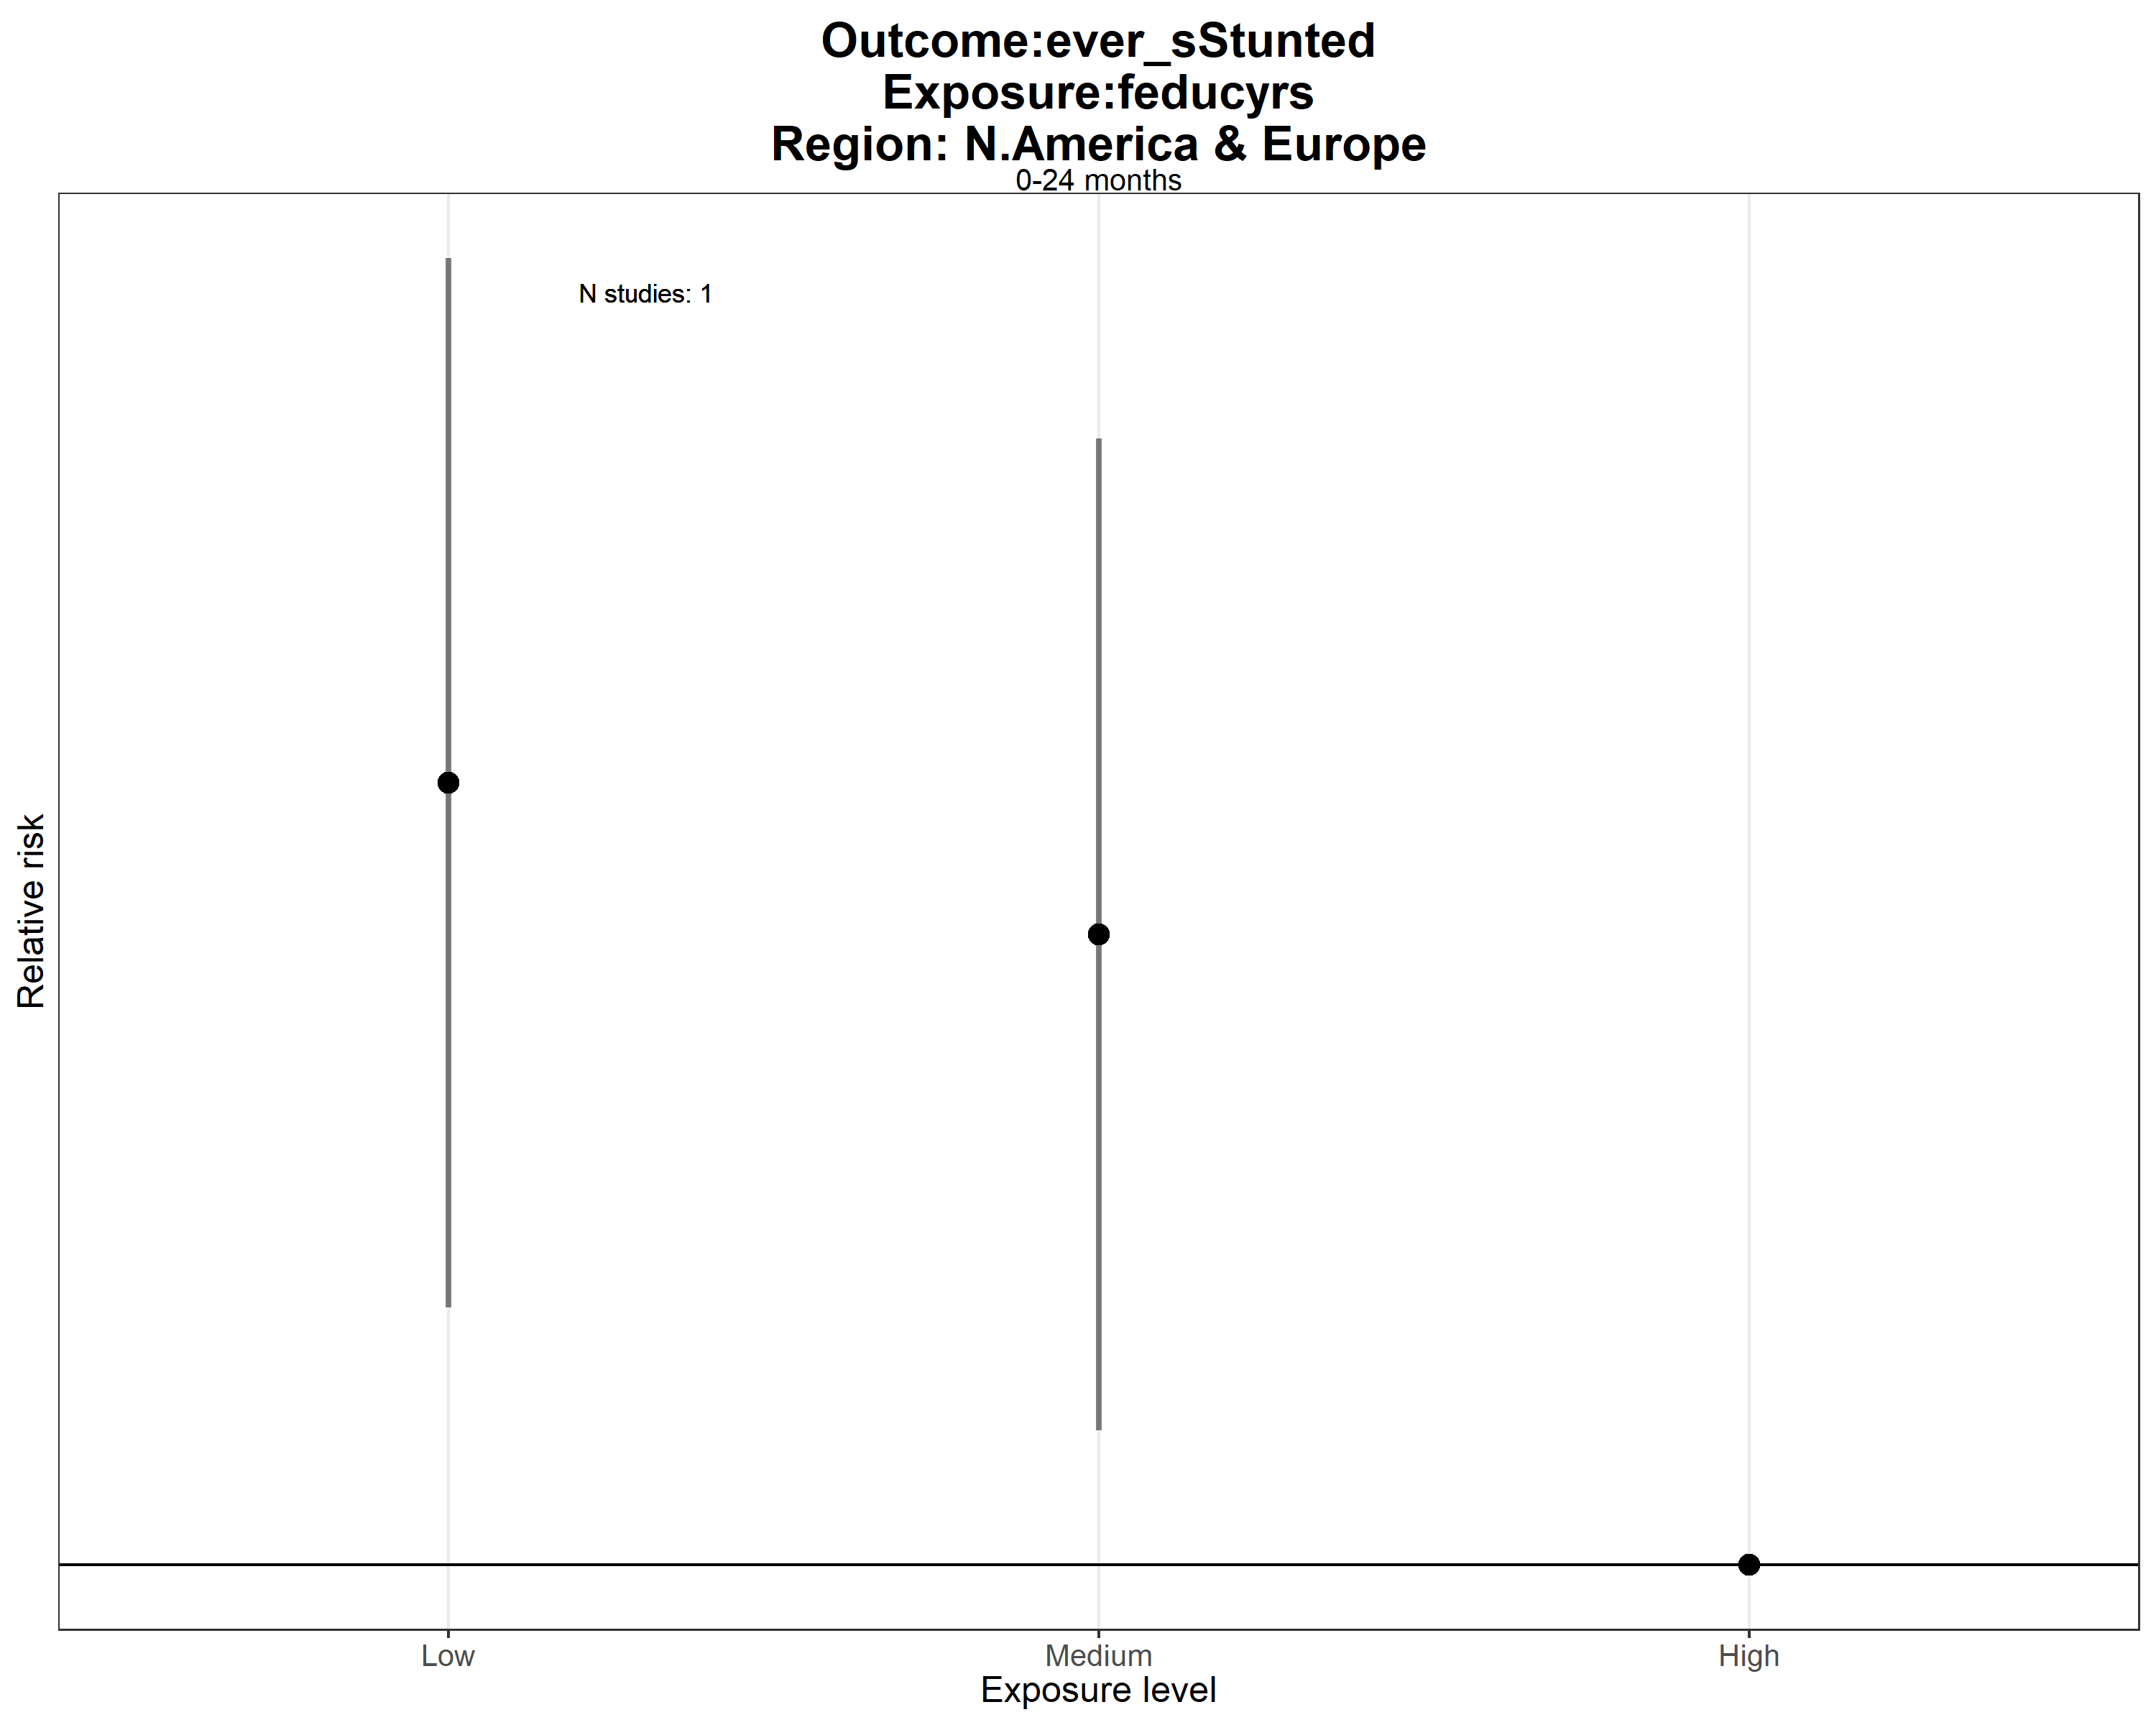 Outcome:ever_sStunted
Exposure:feducyrs
Region: N.America & Europe
0-24 months
N studies: 1
Relative risk
Low
Medium
High
Exposure level